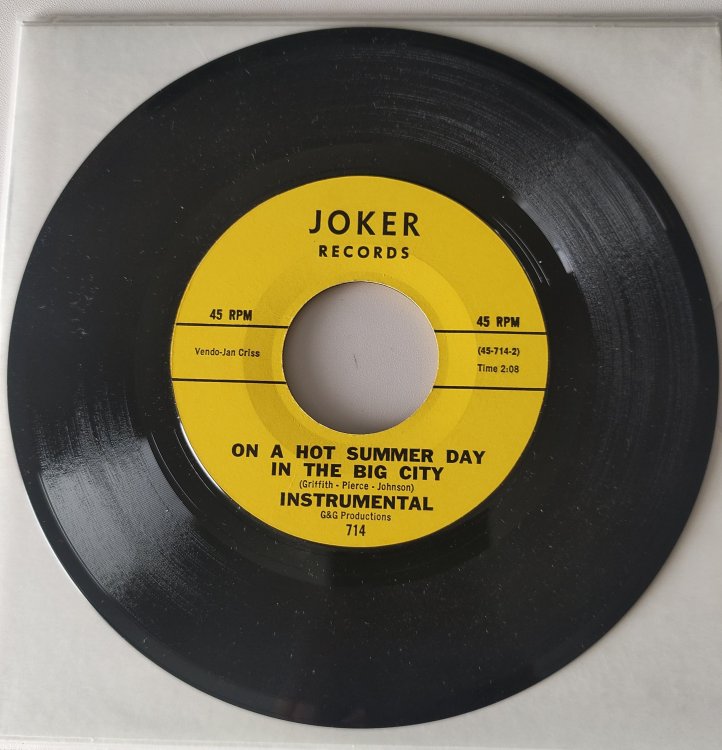 JOKER
RECORDS
45 RPM
45 RPM
Vendo-Jan Criss
(45-714-2)
Time 2:08
ON A HOT SUMMER DAY
IN THE BIG CITY
(Griffith - Pierce - Johnson)
INSTRUMENTAL
G&G Productions
714